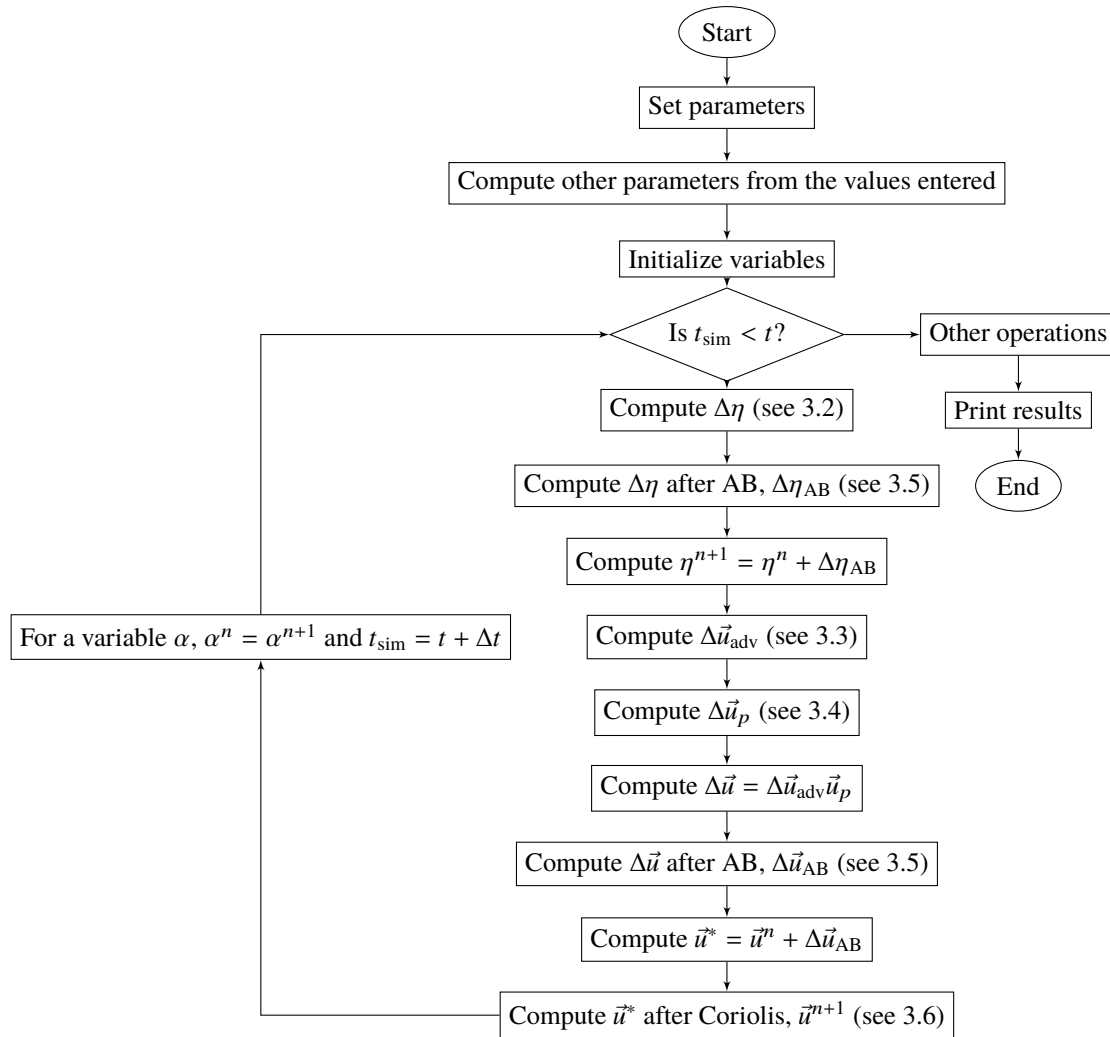 Start
Set parameters
Compute other parameters from the values entered
Initialize variables
Is t_sim < t?
Other operations
Compute Δη (see 3.2)
Print results
Compute Δη after AB, Δη_AB (see 3.5)
End
Compute η^{n+1} = η^n + Δη_AB
For a variable α, α^n = α^{n+1} and t_sim = t + Δt
Compute Δu⃗_adv (see 3.3)
Compute Δu⃗_p (see 3.4)
Compute Δu⃗ = Δu⃗_adv u⃗_p
Compute Δu⃗ after AB, Δu⃗_AB (see 3.5)
Compute u⃗^* = u⃗^n + Δu⃗_AB
Compute u⃗^* after Coriolis, u⃗^{n+1} (see 3.6)